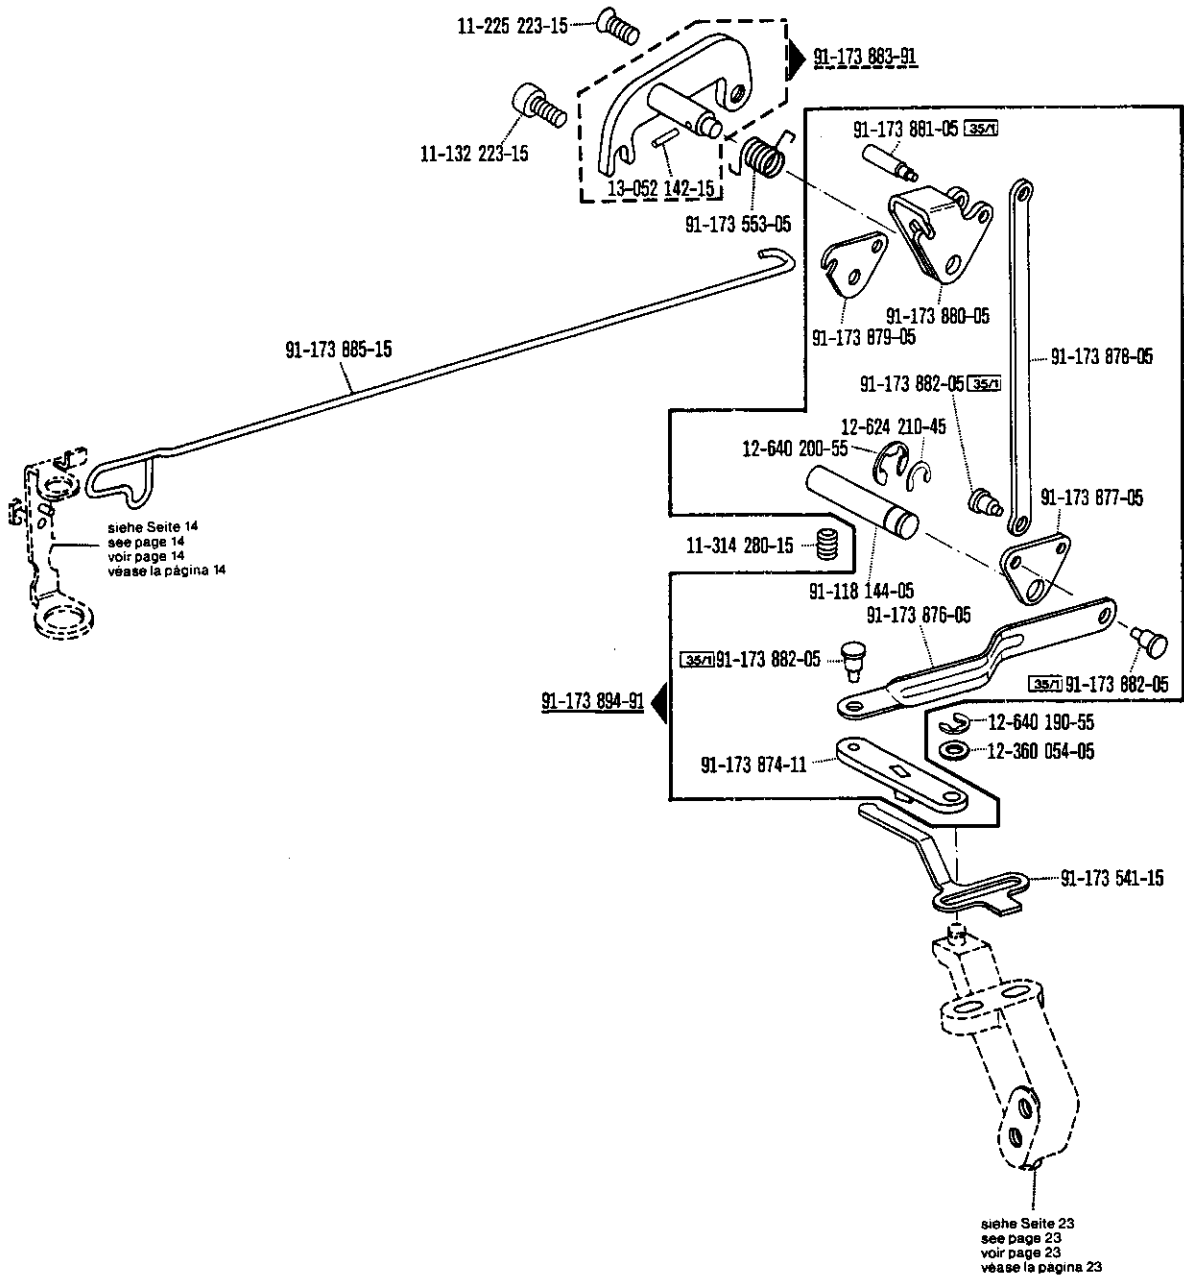 11-225 223-15
91-173 883-91
11-132 223-15
13-052 142-15
91-173 553-05
91-173 881-05 35/1
91-173 880-05
91-173 879-05
91-173 885-15
91-173 878-05
91-173 882-05 35/1
12-624 210-45
12-640 200-55
91-173 877-05
siehe Seite 14
see page 14
voir page 14
véase la página 14
11-314 280-15
91-118 144-05
91-173 876-05
35/1 91-173 882-05
35/1 91-173 882-05
91-173 894-91
12-640 190-55
12-360 054-05
91-173 874-11
91-173 541-15
siehe Seite 23
see page 23
voir page 23
véase la página 23